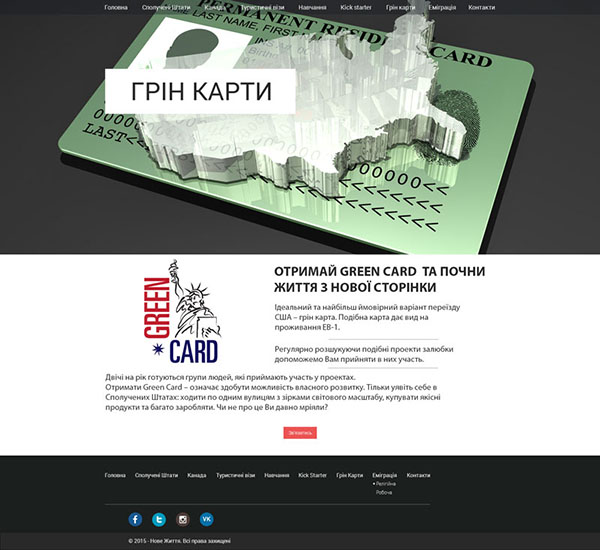 Головна Сполучені Штати Канада Туристичні візи Навчання Kick starter Грін карти Еміграція Контакти
PERMANENT RESIDENT CARD
LAST NAME, FIRST
INS
Birth
ГРІН КАРТИ
LAST<<
00000<<
GREEN
CARD
ОТРИМАЙ GREEN CARD ТА ПОЧНИ
ЖИТТЯ З НОВОЇ СТОРІНКИ
Ідеальний та найбільш ймовірний варіант переїзду
США – грін карта. Подібна карта дає вид на
проживання EB-1.
Регулярно розшукуючи подібні проекти залюбки
допоможемо Вам прийняти в них участь.
Двічі на рік готуються групи людей, які приймають участь у проектах.
Отримати Green Card – означає здобути можливість власного розвитку. Тільки уявіть себе в
Сполучених Штатах: ходити по одним вулицям з зірками світового масштабу, купувати якісні
продукти та багато заробляти. Чи не про це Ви давно мріяли?
Головна Сполучені Штати Канада Туристичні візи Навчання Kick Starter Грін Карти Еміграція Контакти
• Релігійна
Робоча
© 2015 - Нове Життя. Всі права захищені